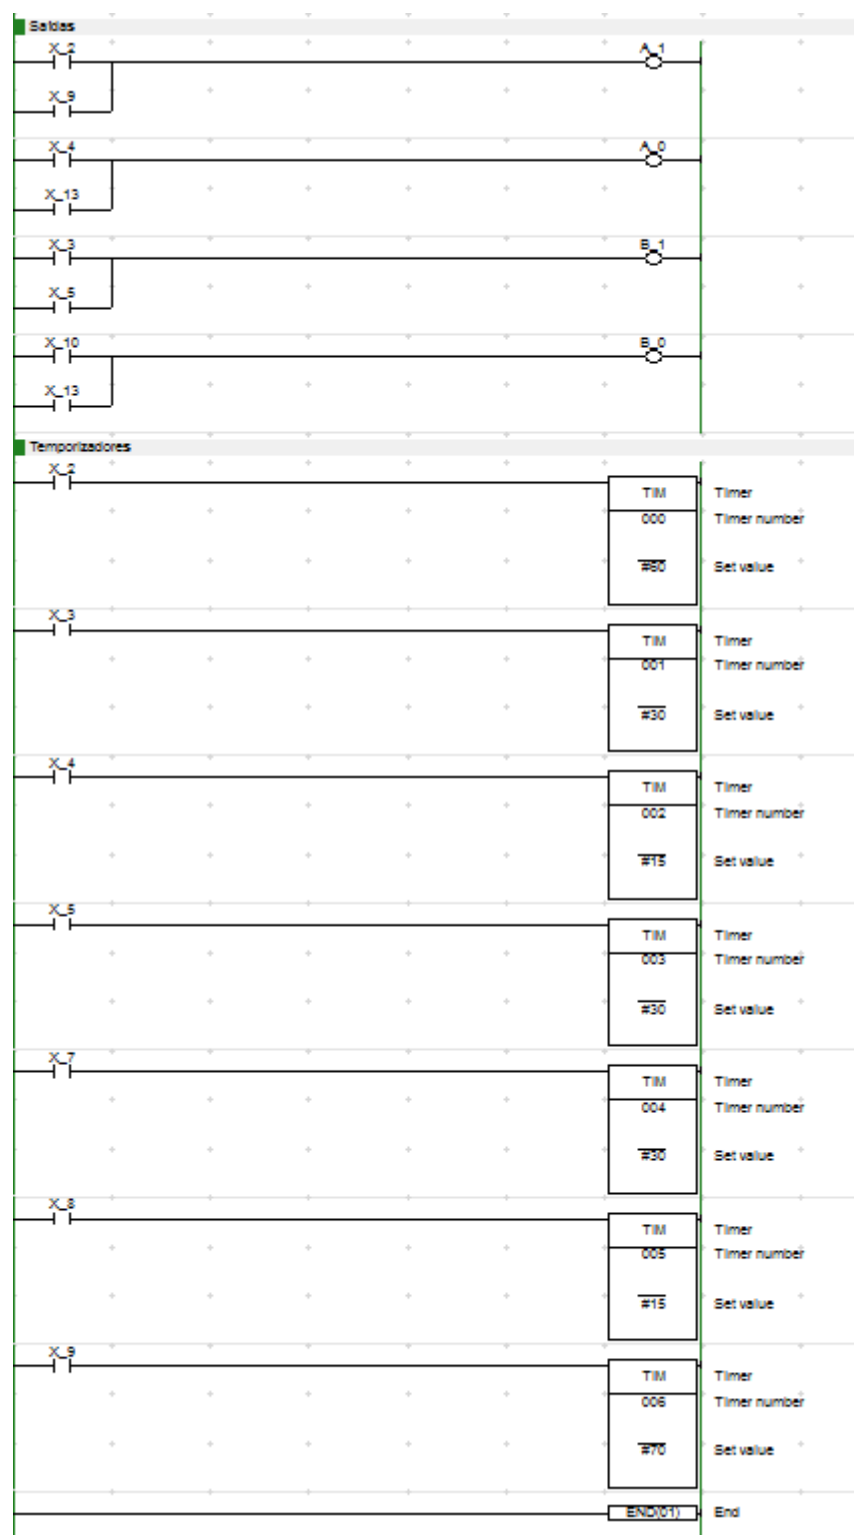 Saídas
X_2
A_1
X_9
X_4
A_0
X_13
X_3
B_1
X_5
X_10
B_0
X_13
Temporizadores
X_2
TIM Timer
000 Timer number
#60 Set value
X_3
TIM Timer
001 Timer number
#30 Set value
X_4
TIM Timer
002 Timer number
#15 Set value
X_5
TIM Timer
003 Timer number
#30 Set value
X_7
TIM Timer
004 Timer number
#30 Set value
X_8
TIM Timer
005 Timer number
#15 Set value
X_9
TIM Timer
006 Timer number
#70 Set value
END(01) End